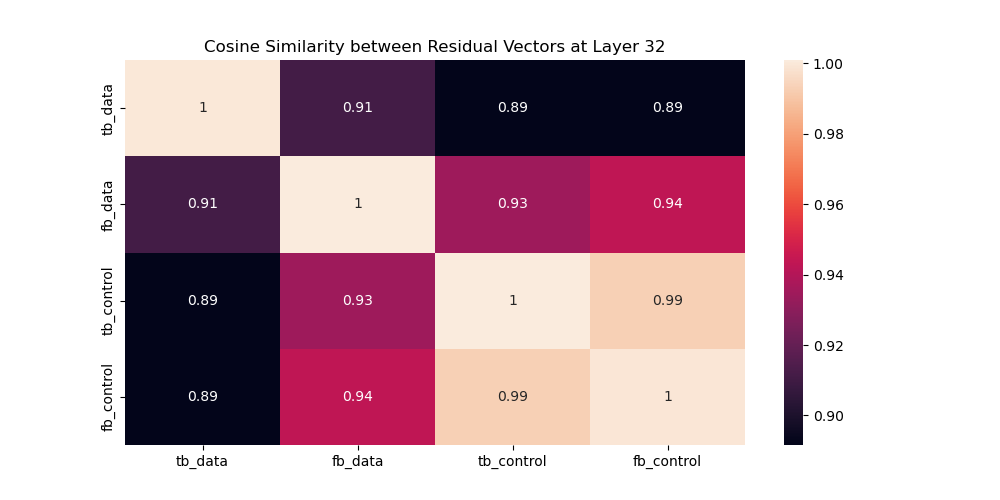 Cosine Similarity between Residual Vectors at Layer 32
tb_data
1
0.91
0.89
0.89
fb_data
0.91
1
0.93
0.94
tb_control
0.89
0.93
1
0.99
fb_control
0.89
0.94
0.99
1
tb_data
fb_data
tb_control
fb_control
1.00
0.98
0.96
0.94
0.92
0.90